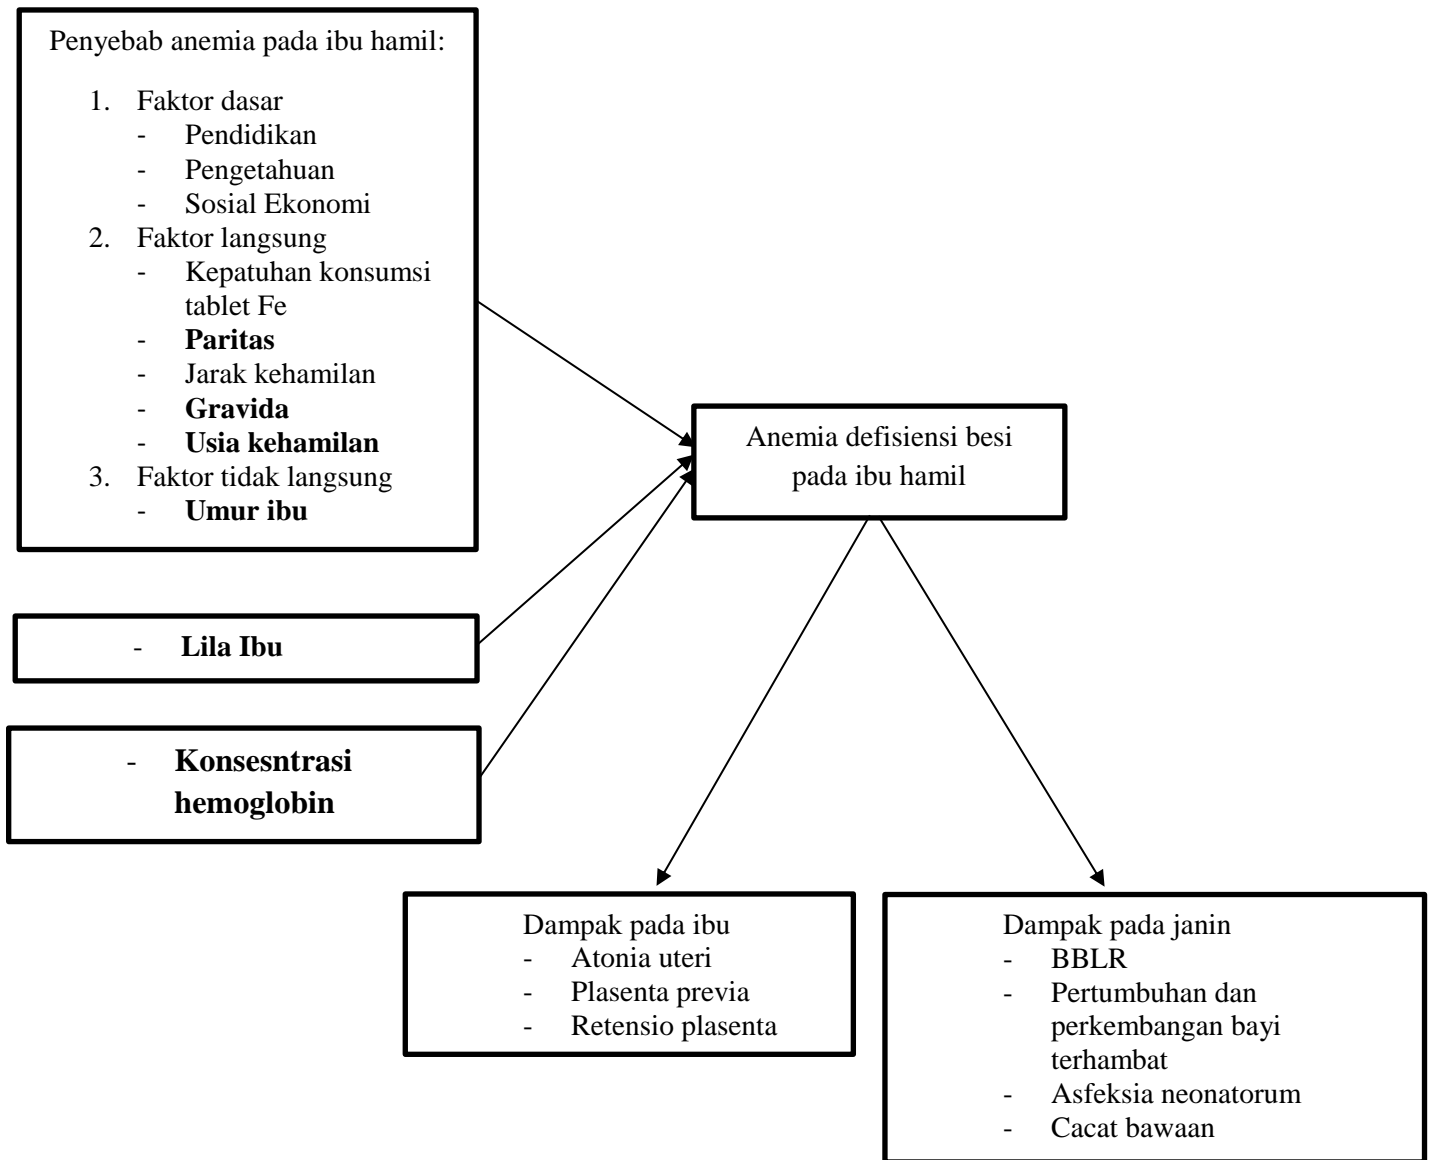 Penyebab anemia pada ibu hamil:
1. Faktor dasar
- Pendidikan
- Pengetahuan
- Sosial Ekonomi
2. Faktor langsung
- Kepatuhan konsumsi
tablet Fe
- Paritas
- Jarak kehamilan
- Gravida
- Usia kehamilan
3. Faktor tidak langsung
- Umur ibu
- Lila Ibu
- Konsesntrasi
hemoglobin
Anemia defisiensi besi
pada ibu hamil
Dampak pada ibu
- Atonia uteri
- Plasenta previa
- Retensio plasenta
Dampak pada janin
- BBLR
- Pertumbuhan dan
perkembangan bayi
terhambat
- Asfeksia neonatorum
- Cacat bawaan